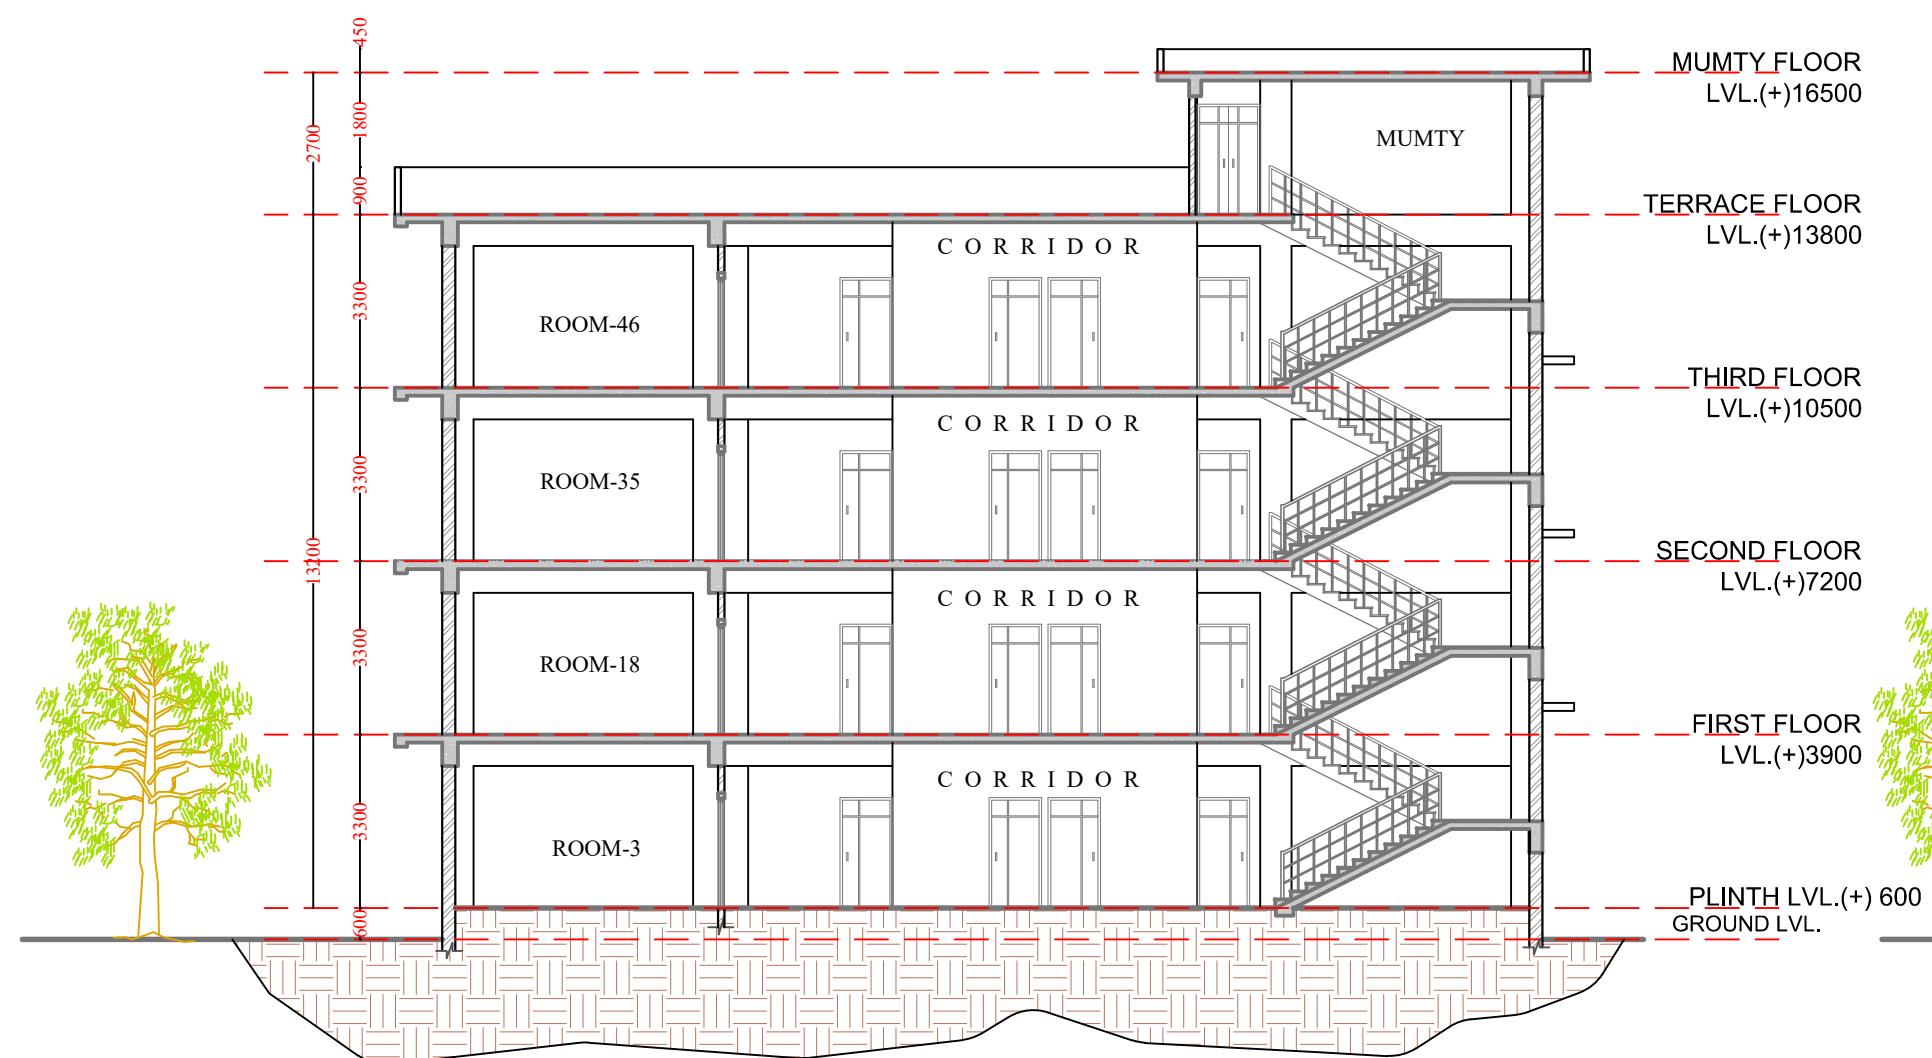 450
MUMTY FLOOR
LVL.(+)16500
1800
2700
MUMTY
900
TERRACE FLOOR
LVL.(+)13800
CORRIDOR
3300
ROOM-46
THIRD FLOOR
LVL.(+)10500
CORRIDOR
3300
ROOM-35
13200
SECOND FLOOR
LVL.(+)7200
CORRIDOR
3300
ROOM-18
FIRST FLOOR
LVL.(+)3900
CORRIDOR
3300
ROOM-3
PLINTH LVL.(+) 600
600
GROUND LVL.